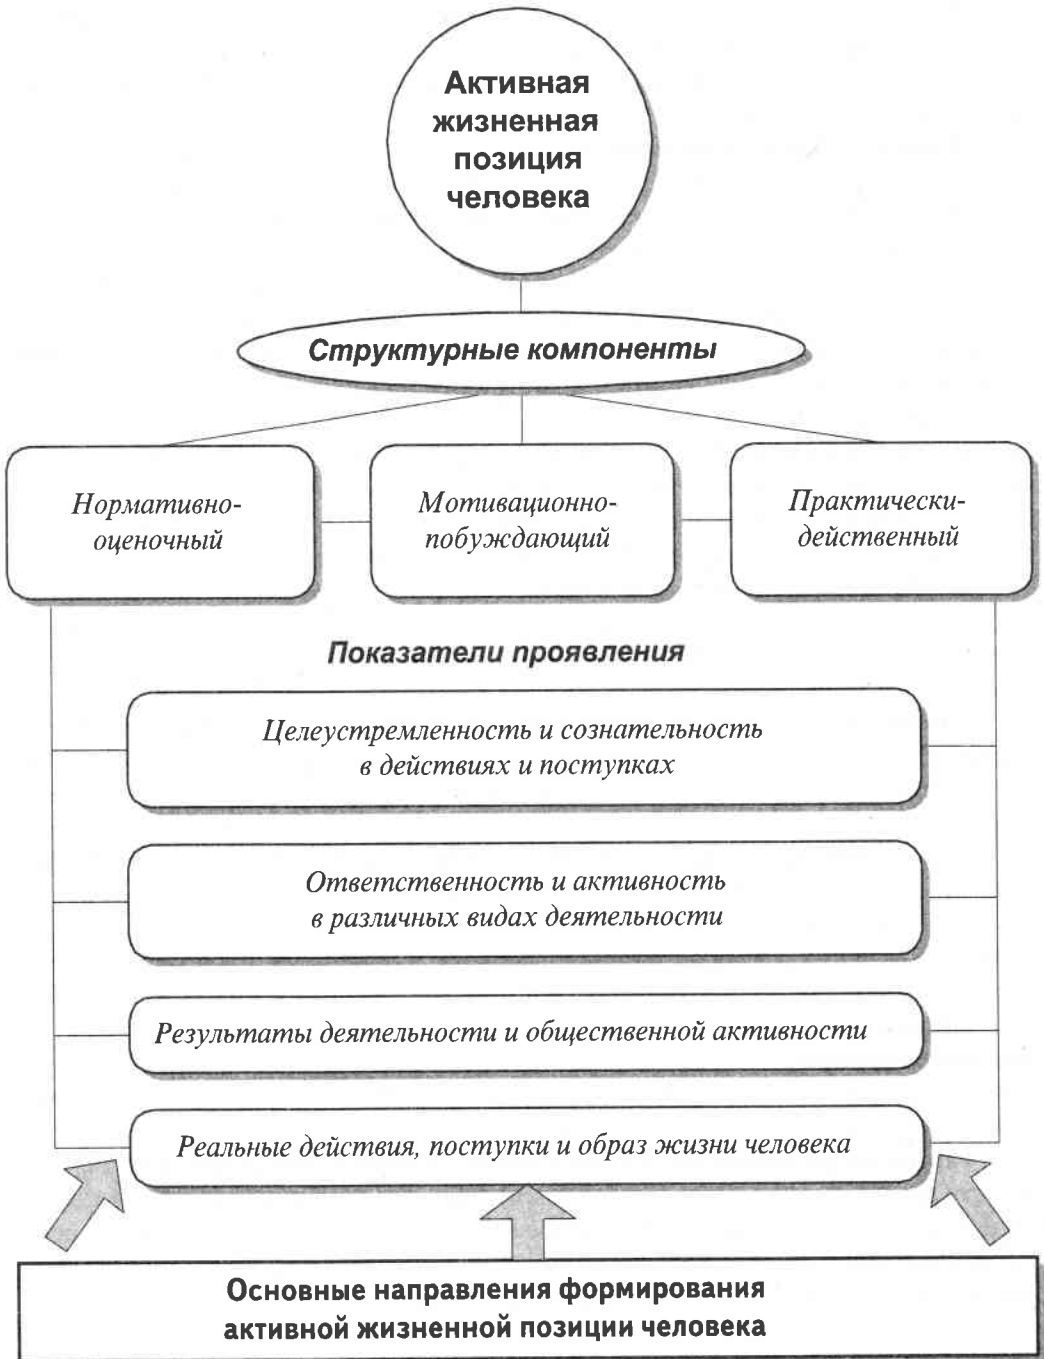 Активная
жизненная
позиция
человека
Структурные компоненты
Нормативно-
оценочный
Мотивационно-
побуждающий
Практически-
действенный
Показатели проявления
Целеустремленность и сознательность
в действиях и поступках
Ответственность и активность
в различных видах деятельности
Результаты деятельности и общественной активности
Реальные действия, поступки и образ жизни человека
Основные направления формирования
активной жизненной позиции человека